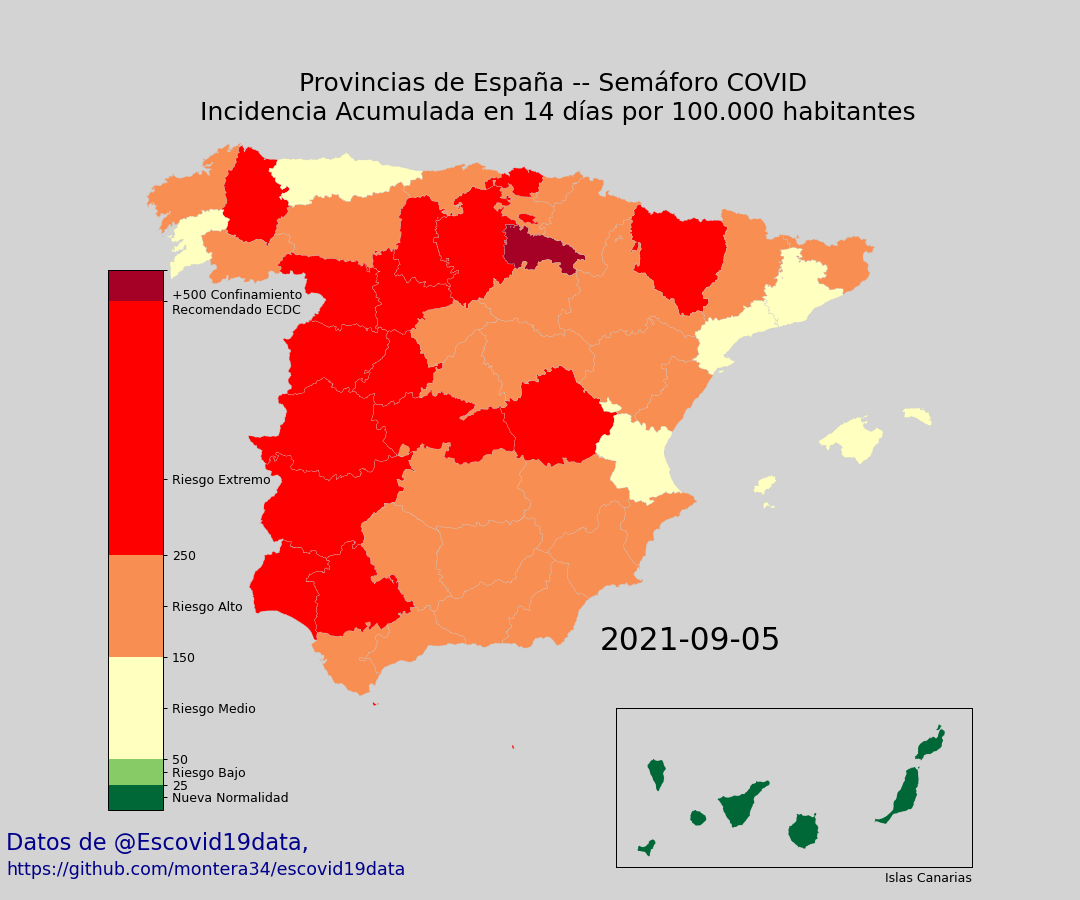 Provincias de España -- Semáforo COVID
Incidencia Acumulada en 14 días por 100.000 habitantes
+500 Confinamiento
Recomendado ECDC
Riesgo Extremo
250
Riesgo Alto
150
Riesgo Medio
50
Riesgo Bajo
25
Nueva Normalidad
2021-09-05
Islas Canarias
Datos de @Escovid19data,
https://github.com/montera34/escovid19data